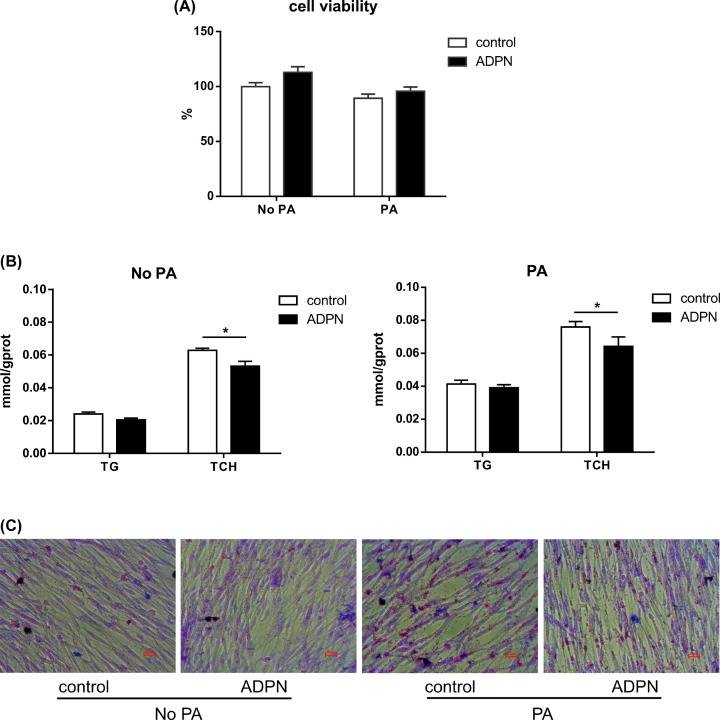 (A)
cell viability
150
100
50
0
%
No PA
PA
control
ADPN
(B)
No PA
0.10
0.08
0.06
0.04
0.02
0.00
mmol/gprot
*
TG
TCH
control
ADPN
PA
0.10
0.08
0.06
0.04
0.02
0.00
mmol/gprot
*
TG
TCH
control
ADPN
(C)
control
ADPN
control
ADPN
No PA
PA